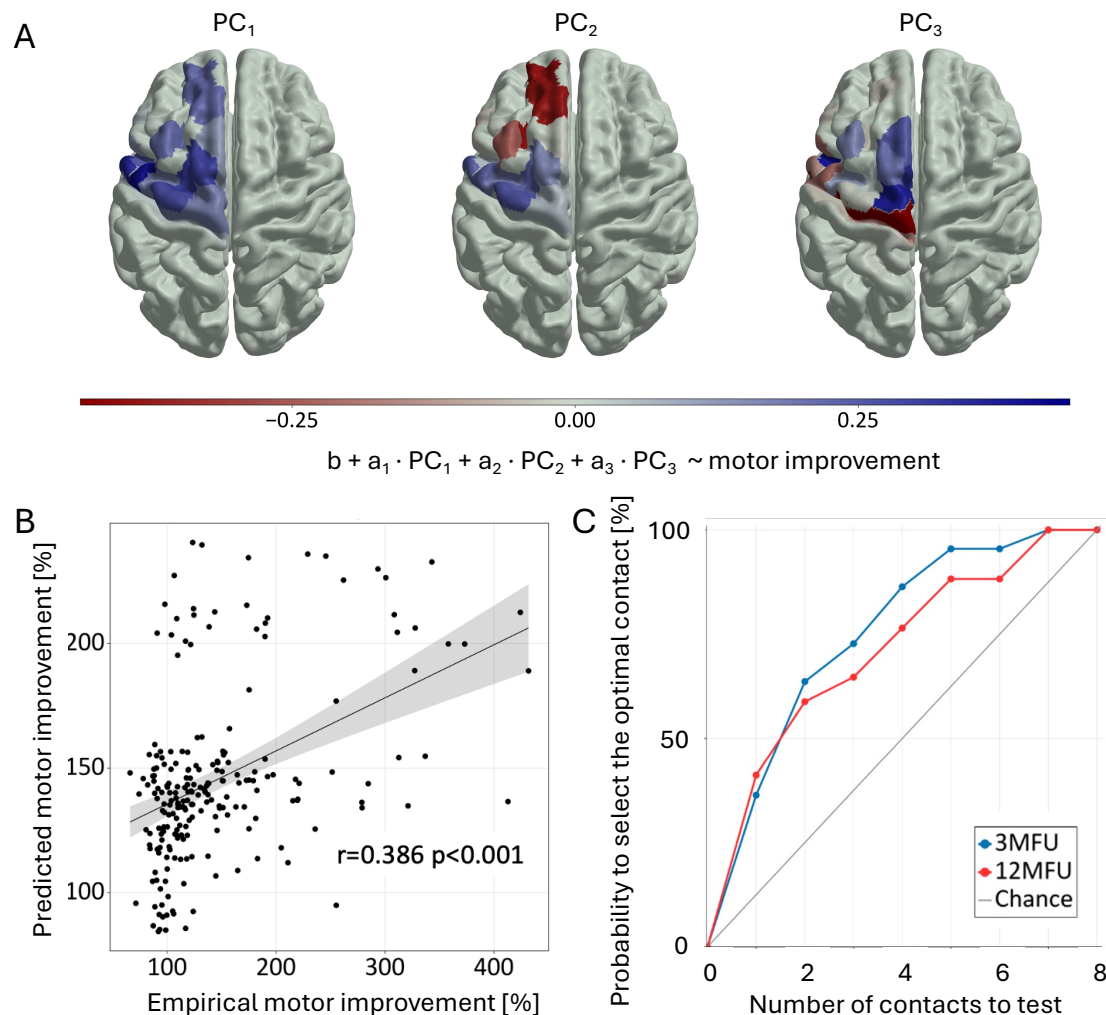 A
PC₁
PC₂
PC₃
−0.25
0.00
0.25
b + a₁ · PC₁ + a₂ · PC₂ + a₃ · PC₃ ~ motor improvement
B
Predicted motor improvement [%]
200
150
100
r=0.386 p<0.001
100
200
300
400
Empirical motor improvement [%]
C
Probability to select the optimal contact [%]
100
50
0
3MFU
12MFU
Chance
0
2
4
6
8
Number of contacts to test